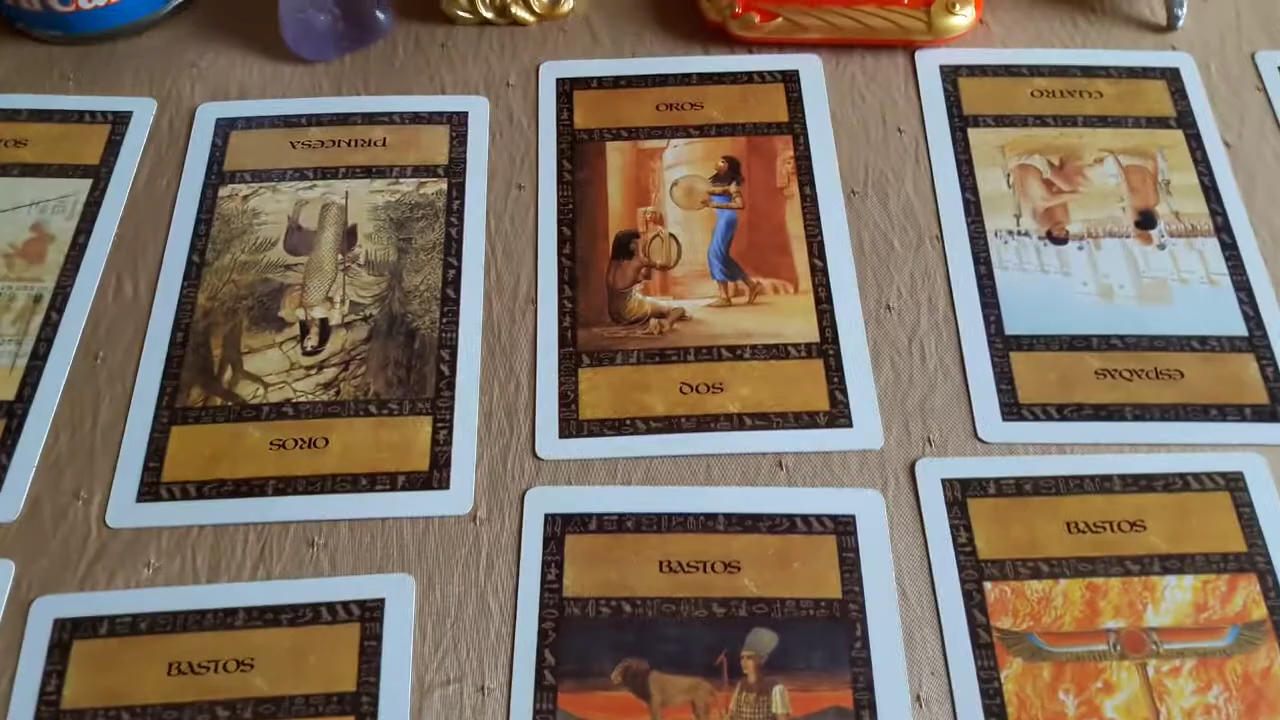 PRINCESA
OROS
OROS
DOS
CUATRO
ESPADAS
BASTOS
BASTOS
BASTOS